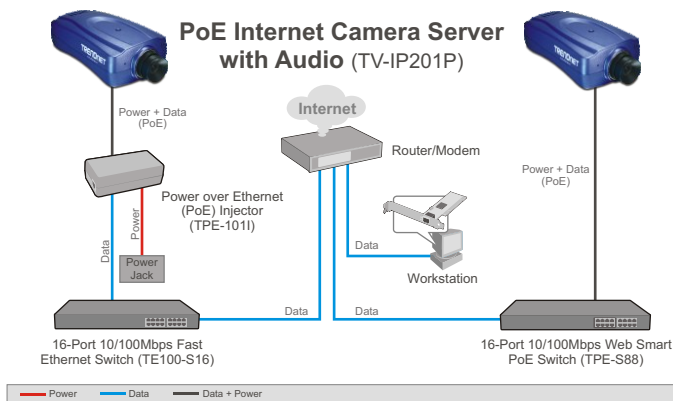 PoE Internet Camera Server
with Audio (TV-IP201P)
TRENDNET
TRENDNET
Internet
Power + Data
(PoE)
Router/Modem
Power + Data
(PoE)
Power over Ethernet
(PoE) Injector
(TPE-101I)
Data
Power
Power
Jack
Data
Workstation
Data
Data
16-Port 10/100Mbps Fast
Ethernet Switch (TE100-S16)
16-Port 10/100Mbps Web Smart
PoE Switch (TPE-S88)
Power
Data
Data + Power